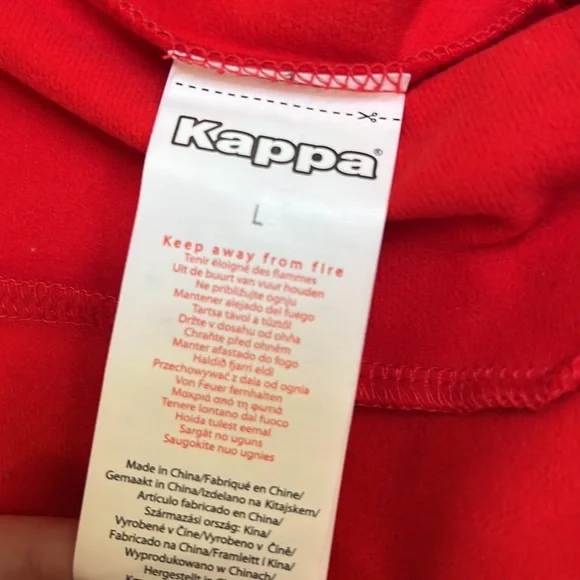 Kappa®
L
Keep away from fire
Tenir éloigné des flammes
Uit de buurt van vuur houden
Ne približujte ognju
Mantener alejado del fuego
Tartsa távol a tűztől
Držte v dosahu od ohňa
Chraňte před ohněm
Manter afastado do fogo
Haldið fjarri eldi
Przechowywać z dala od ognia
Von Feuer fernhalten
Μακριά από τη φωτιά
Tenere lontano dal fuoco
Hoida tulest eemal
Sargāt no uguns
Saugokite nuo ugnies
Made in China/Fabriqué en Chine/
Gemaakt in China/Izdelano na Kitajskem/
Artículo fabricado en China/
Származási ország: Kína/
Vyrobené v Číne/Vyrobeno v Číně/
Fabricado na China/Framleitt í Kína/
Wyprodukowano w Chinach/
Hergestellt in China/